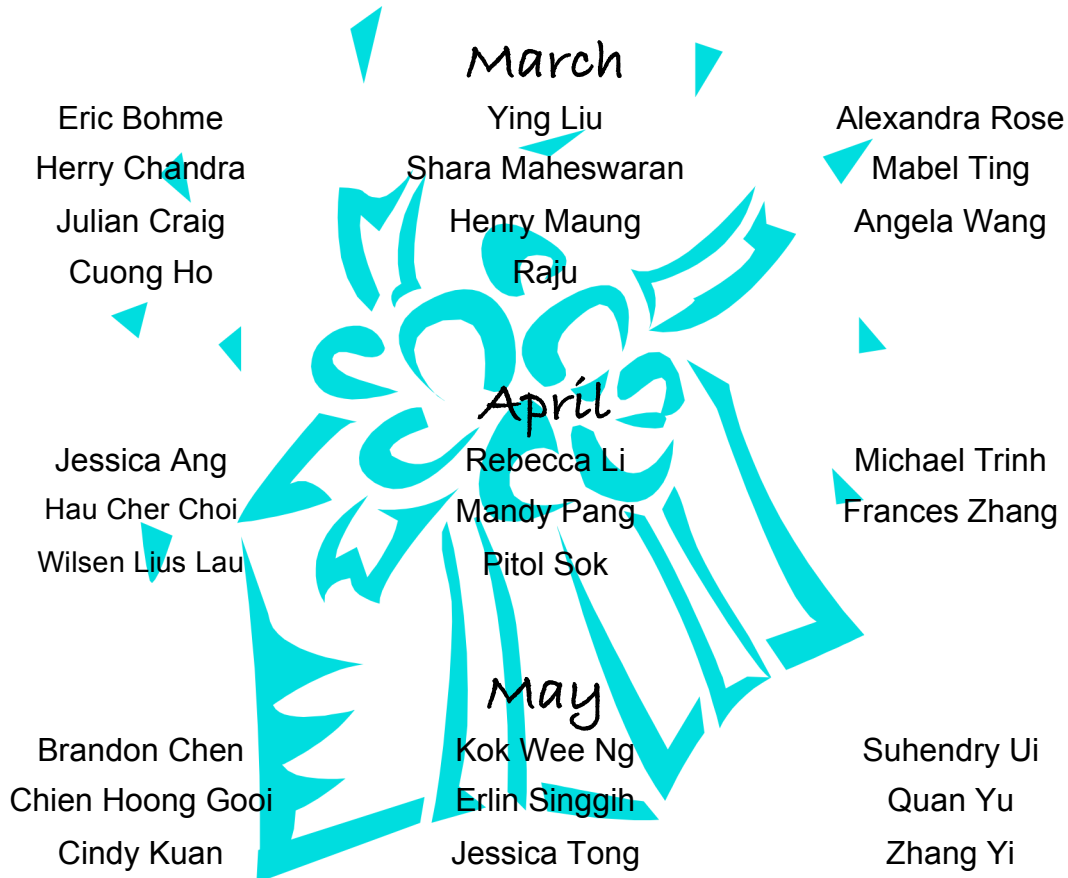 March
Eric Bohme Ying Liu Alexandra Rose
Herry Chandra Shara Maheswaran Mabel Ting
Julian Craig Henry Maung Angela Wang
Cuong Ho Raju
April
Jessica Ang Rebecca Li Michael Trinh
Hau Cher Choi Mandy Pang Frances Zhang
Wilsen Lius Lau Pitol Sok
May
Brandon Chen Kok Wee Ng Suhendry Ui
Chien Hoong Gooi Erlin Singgih Quan Yu
Cindy Kuan Jessica Tong Zhang Yi